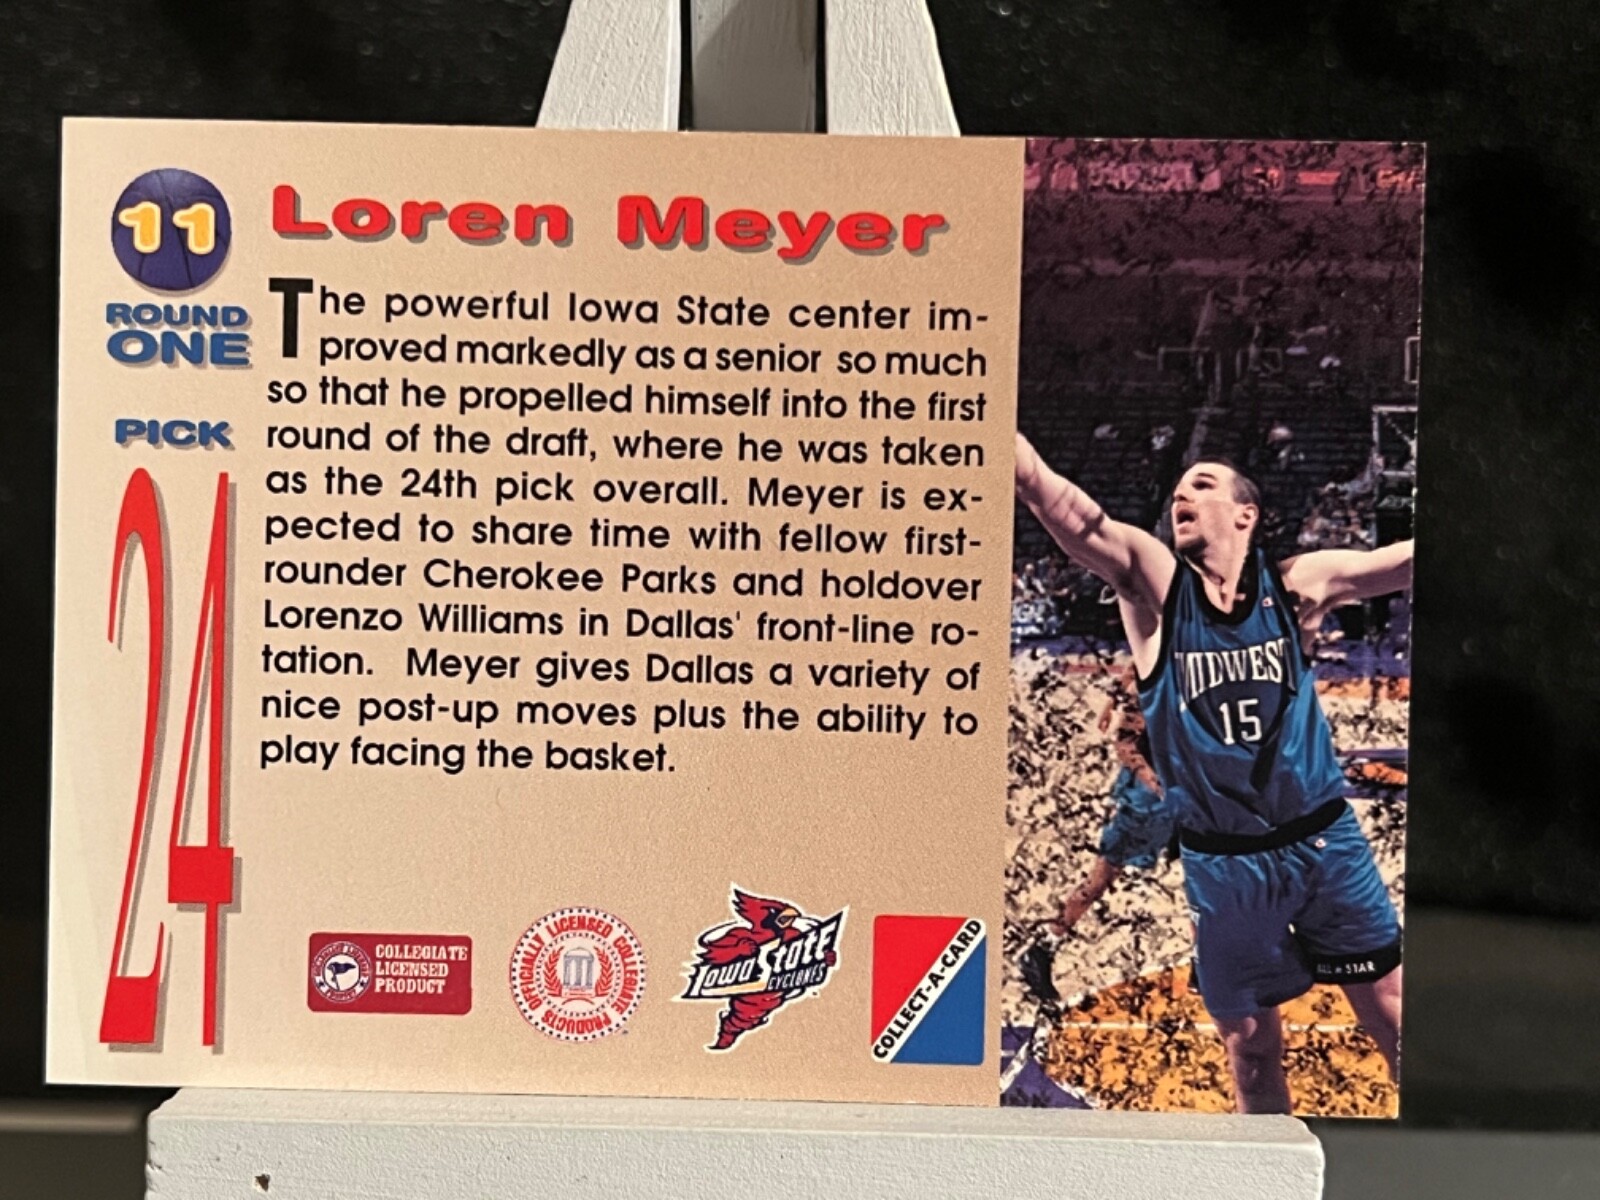 11
ROUND
ONE
PICK
24
Loren Meyer
The powerful Iowa State center im-
proved markedly as a senior so much
so that he propelled himself into the first
round of the draft, where he was taken
as the 24th pick overall. Meyer is ex-
pected to share time with fellow first-
rounder Cherokee Parks and holdover
Lorenzo Williams in Dallas' front-line ro-
tation. Meyer gives Dallas a variety of
nice post-up moves plus the ability to
play facing the basket.
COLLEGIATE
LICENSED
PRODUCT
OFFICIALLY LICENSED COLLEGIATE PRODUCTS
Iowa State
CYCLONES
COLLECT-A-CARD
MIDWEST
15
STAR